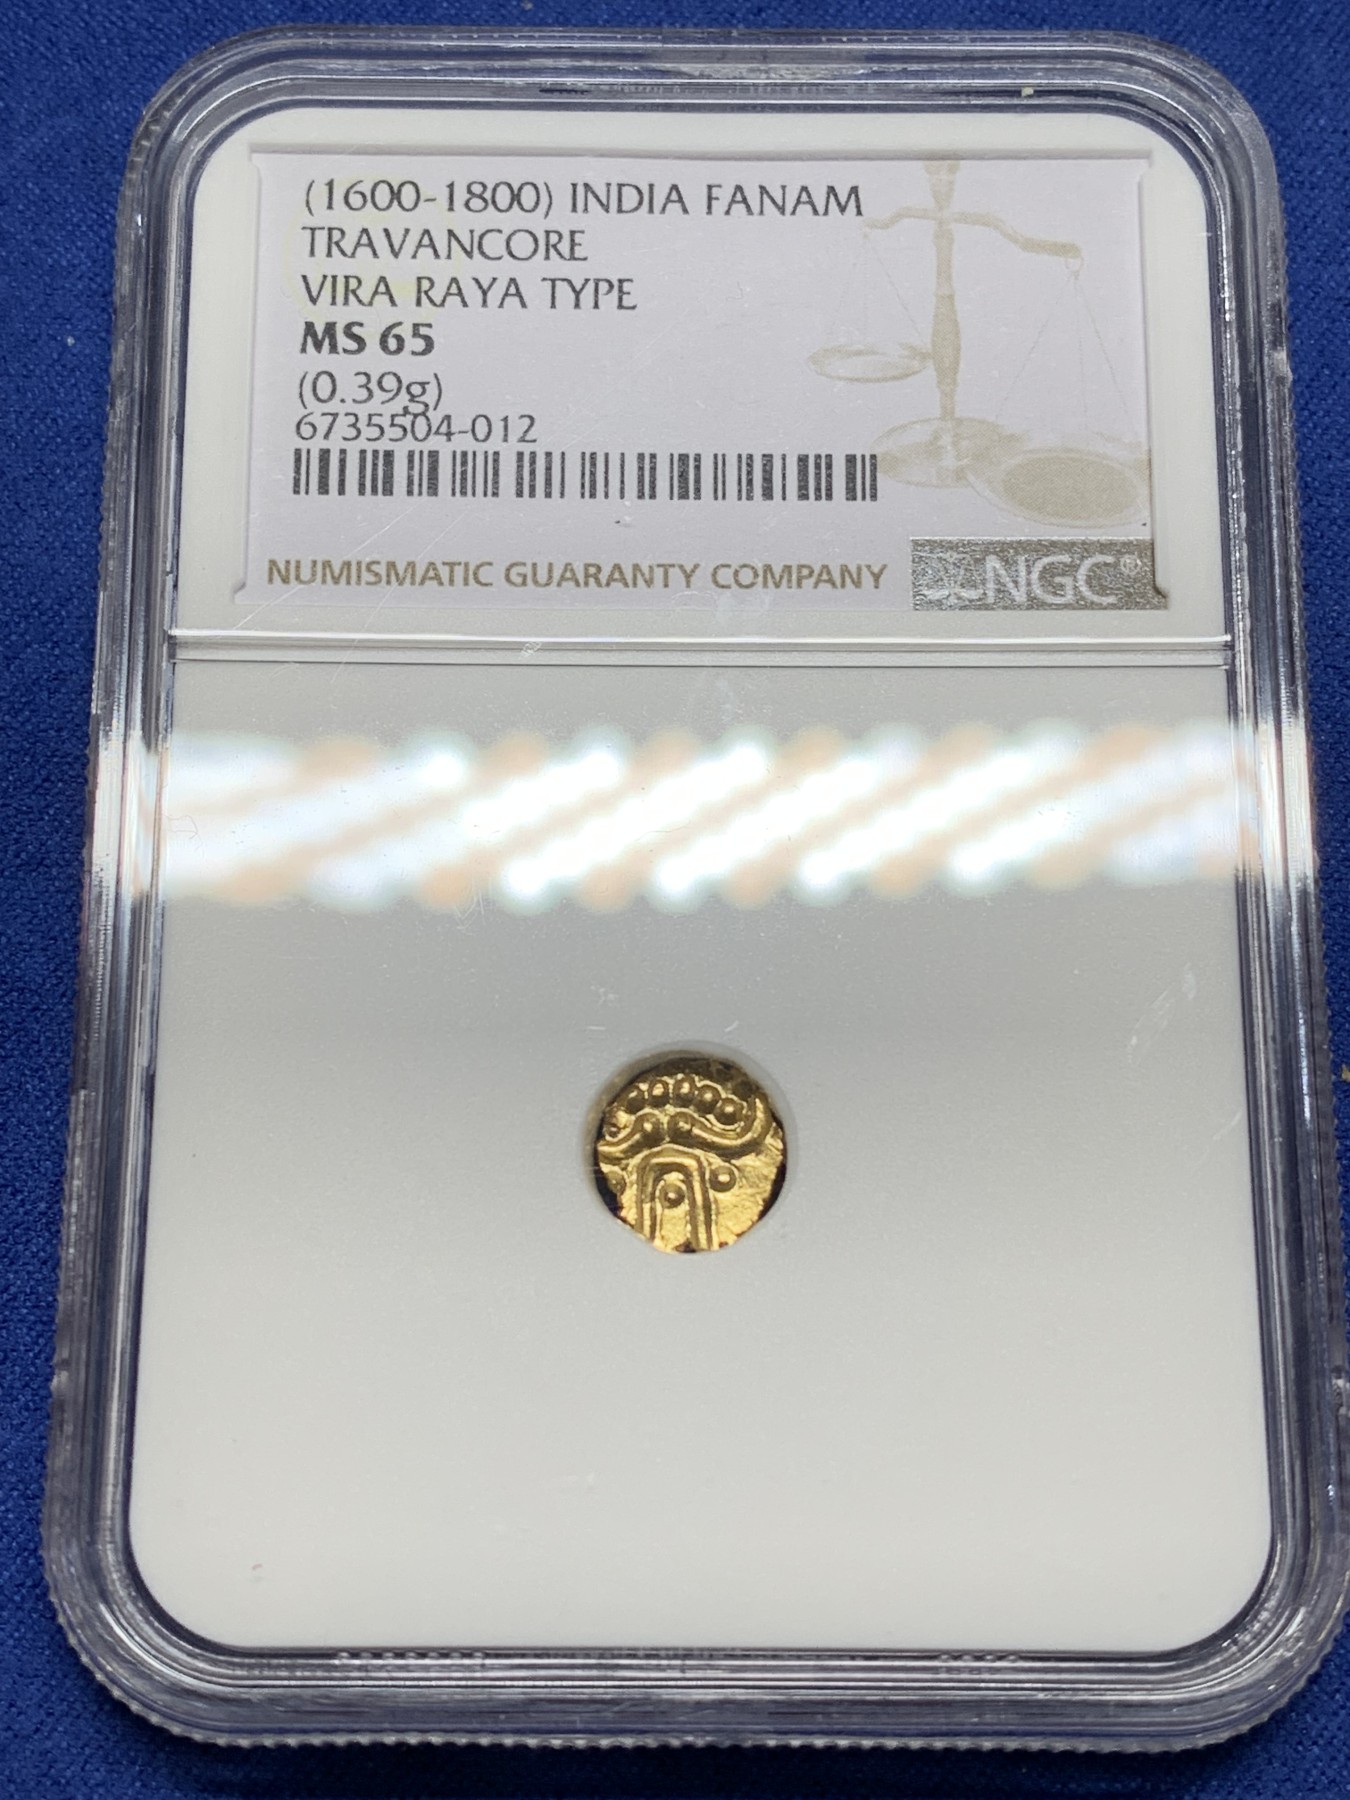 (1600-1800) INDIA FANAM
TRAVANCORE
VIRA RAYA TYPE
MS 65
(0.39g)
6735504-012
NUMISMATIC GUARANTY COMPANY
NGC®